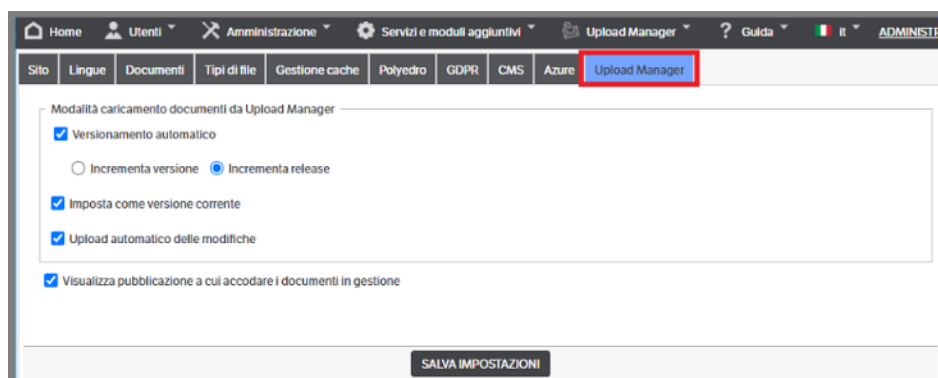 Home Utenti Amministrazione Servizi e moduli aggiuntivi Upload Manager ? Guida It ADMINISTR
Sito Lingue Documenti Tipi di file Gestione cache Polyedro GDPR CMS Azure Upload Manager
Modalità caricamento documenti da Upload Manager
Versionamento automatico
Incrementa versione Incrementa release
Imposta come versione corrente
Upload automatico delle modifiche
Visualizza pubblicazione a cui accodare i documenti in gestione
SALVA IMPOSTAZIONI